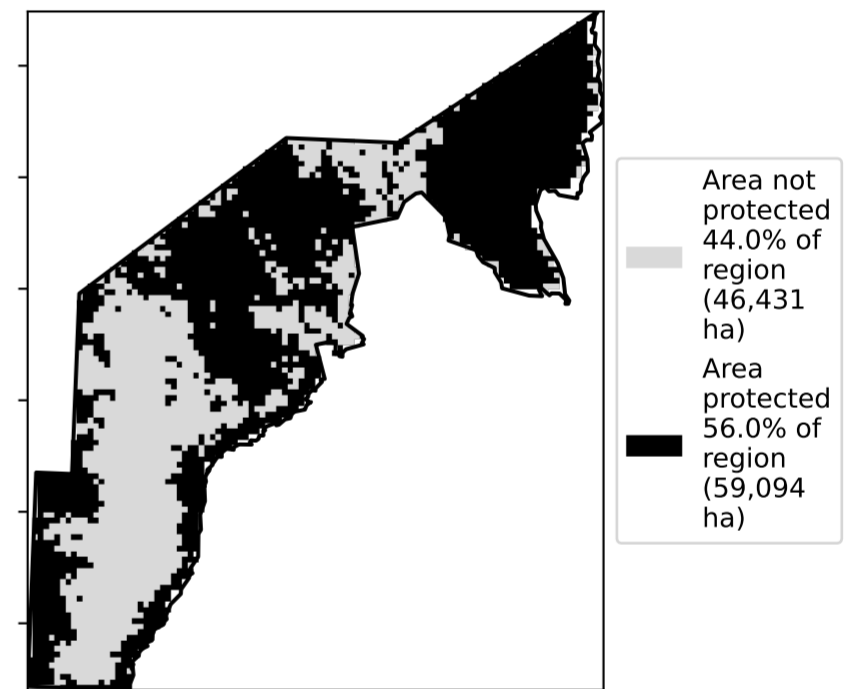 Area not
protected
44.0% of
region
(46,431
ha)
Area
protected
56.0% of
region
(59,094
ha)